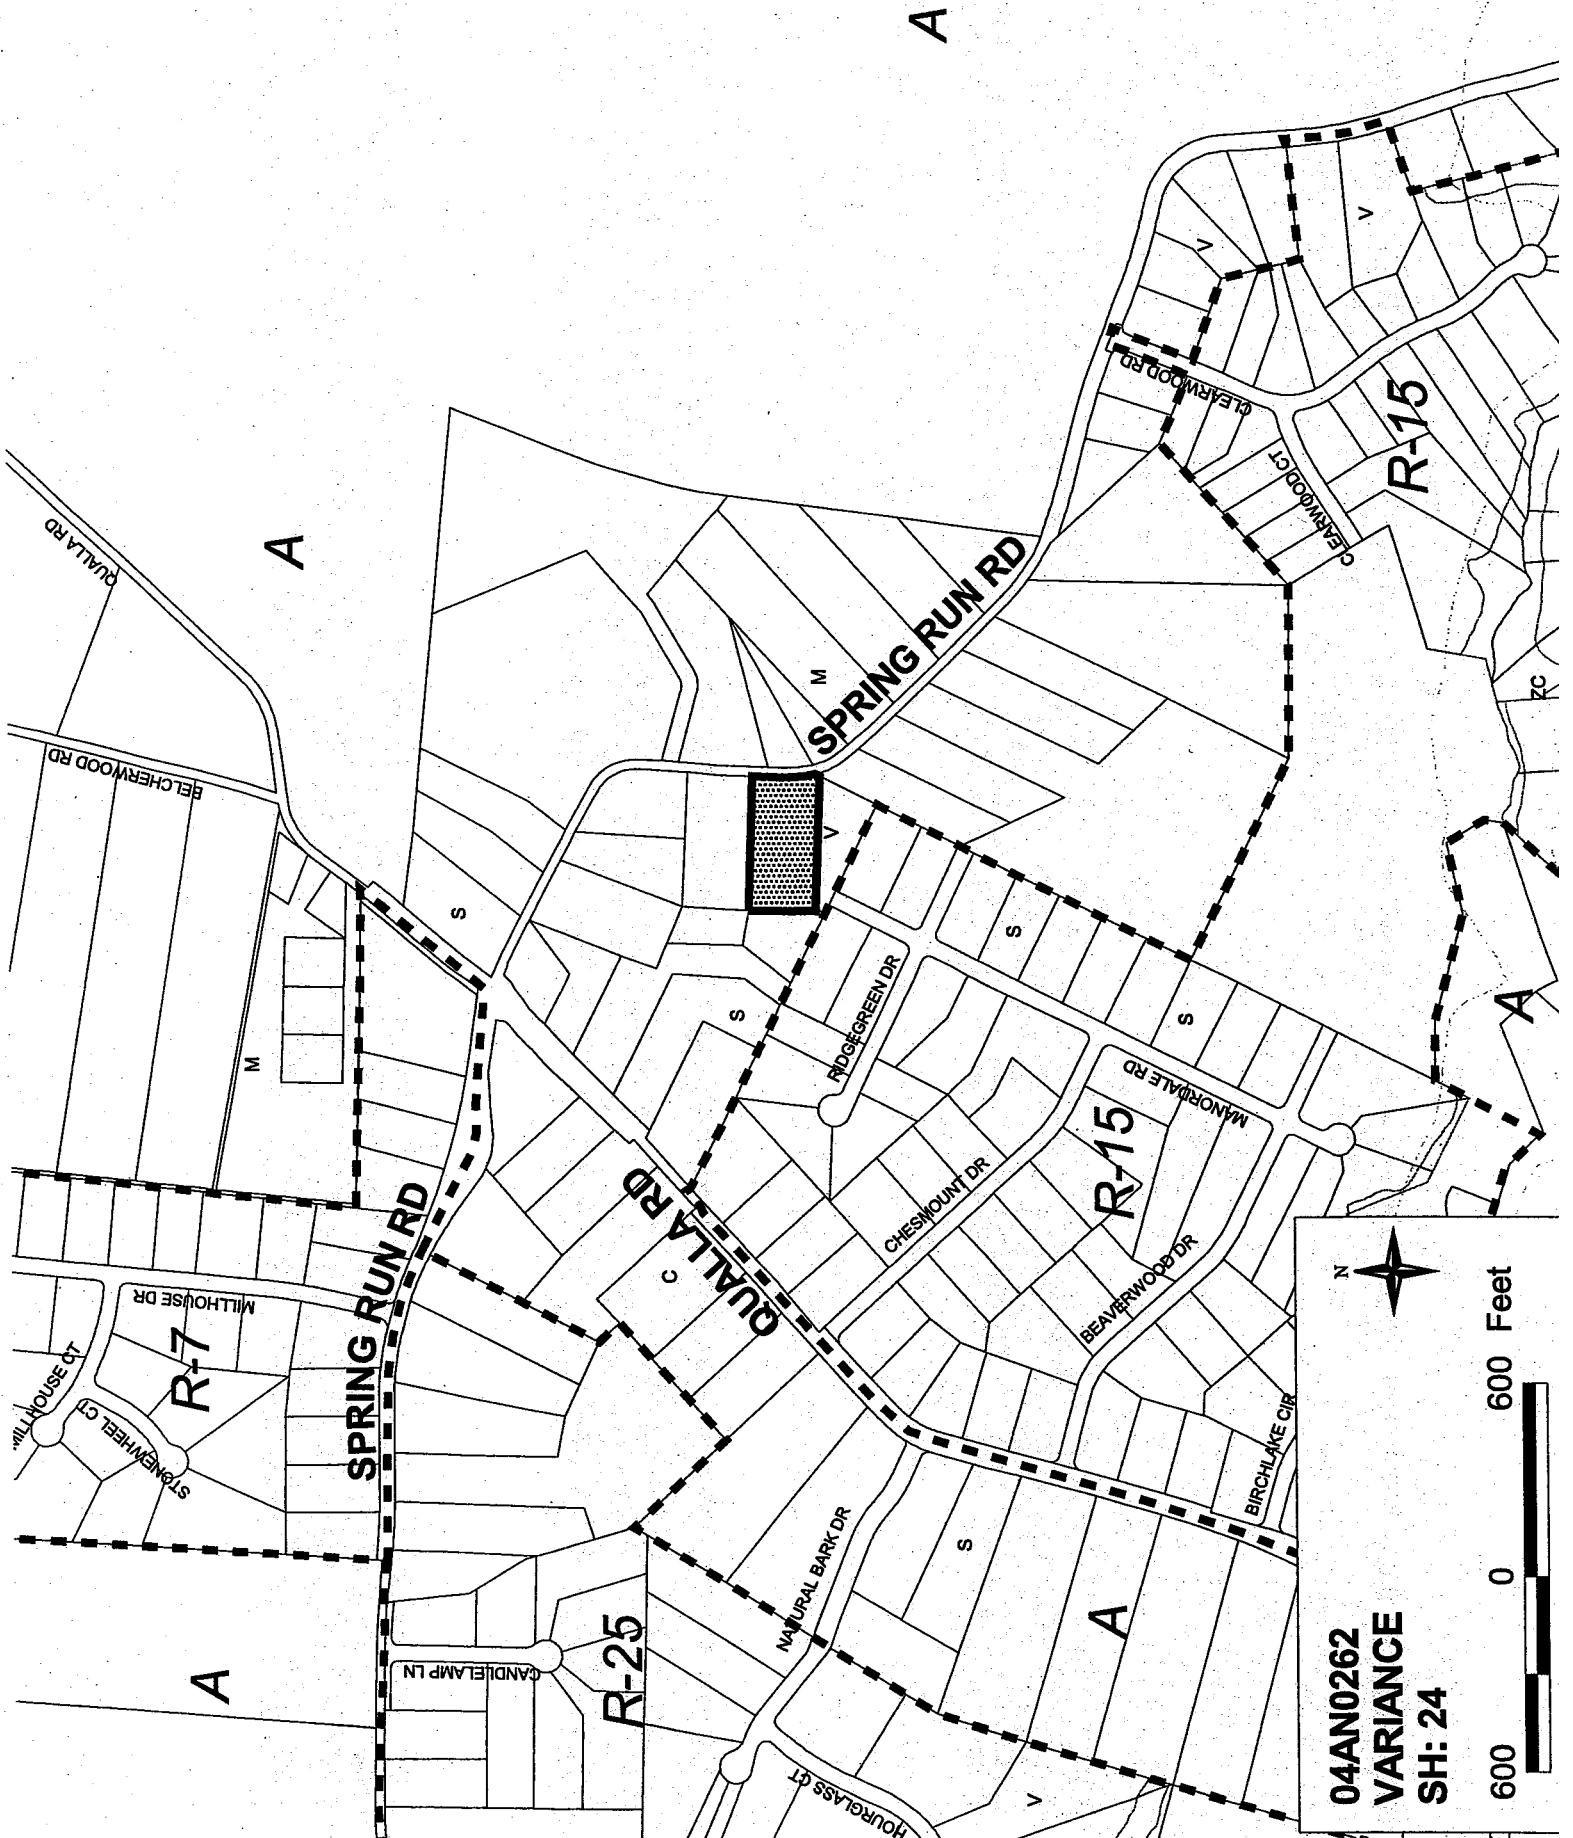 A
QUALLA RD
A
BELCHERWOOD RD
M
S
M
SPRING RUN RD
V
V
V
CLEARWOOD RD
CLEARWOOD CT
R-15
ZC
S
S
S
RIDGEGREEN DR
MANORDALE RD
CHESMOUNT DR
R-15
BEAVERWOOD DR
BIRCHLAKE CIR
A
QUALLA RD
C
SPRING RUN RD
MILLHOUSE DR
MILLHOUSE CT
STONEWHEEL CT
R-7
A
CANDLELAMP LN
R-25
NATURAL BARK DR
S
A
HOURGLASS CT
V
N
04AN0262
VARIANCE
SH: 24
600 0 600 Feet